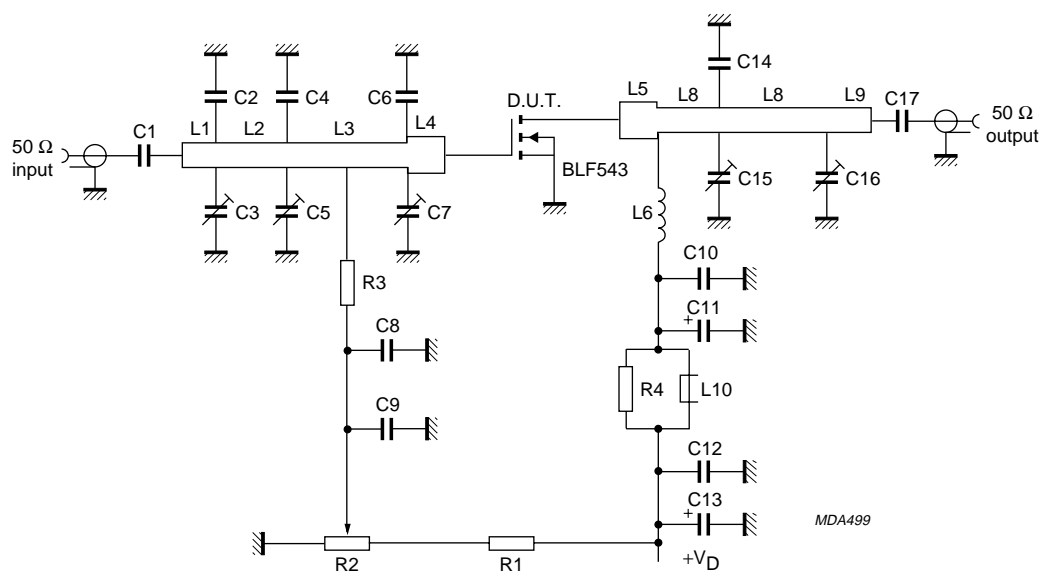 C14
C2
C4
C6
D.U.T.
L5
L8
L8
L9
C17
50 Ω
input
C1
L1
L2
L3
L4
50 Ω
output
BLF543
C3
C5
C7
C15
C16
L6
R3
C10
C11
+
C8
R4
L10
C9
C12
C13
+
MDA499
R2
R1
+VD